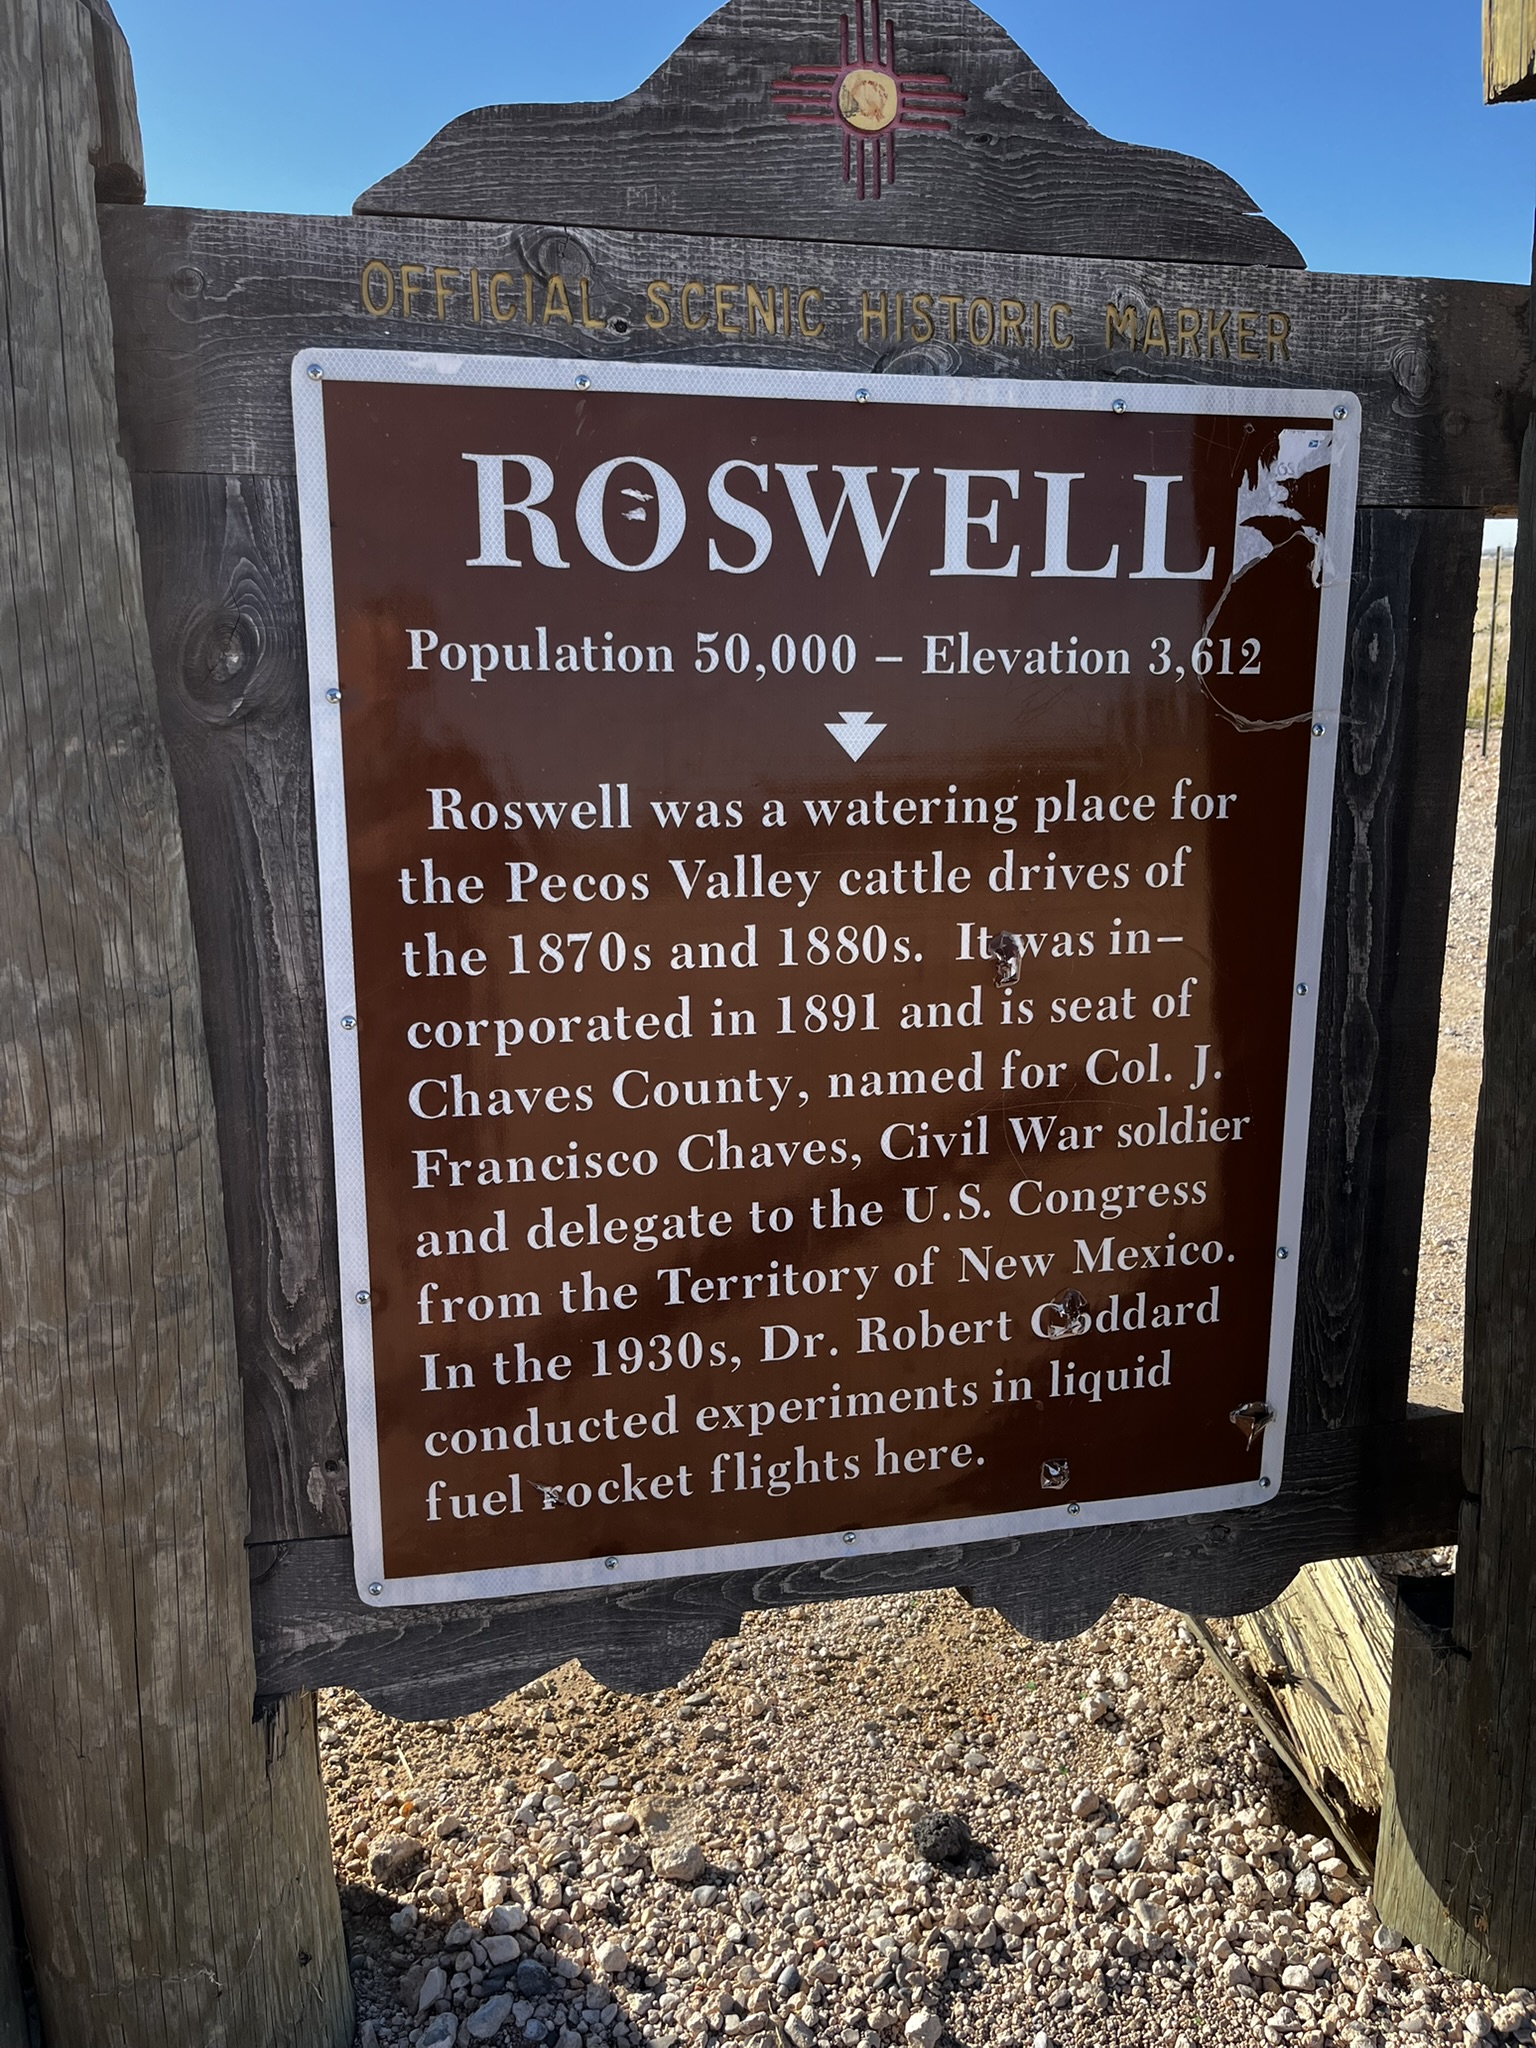 OFFICIAL SCENIC HISTORIC MARKER
ROSWELL
Population 50,000 – Elevation 3,612
Roswell was a watering place for
the Pecos Valley cattle drives of
the 1870s and 1880s. It was in–
corporated in 1891 and is seat of
Chaves County, named for Col. J.
Francisco Chaves, Civil War soldier
and delegate to the U.S. Congress
from the Territory of New Mexico.
In the 1930s, Dr. Robert Goddard
conducted experiments in liquid
fuel rocket flights here.